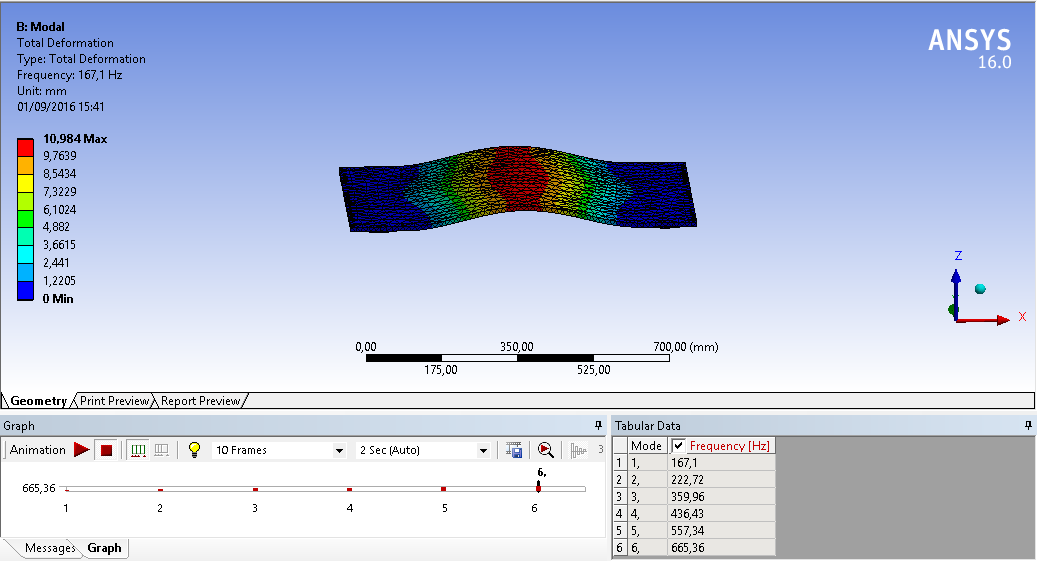 B: Modal
Total Deformation
Type: Total Deformation
Frequency: 167,1 Hz
Unit: mm
01/09/2016 15:41
ANSYS
16.0
10,984 Max
9,7639
8,5434
7,3229
6,1024
4,882
3,6615
2,441
1,2205
0 Min
Z
X
0,00 350,00 700,00 (mm)
175,00 525,00
Geometry Print Preview Report Preview
Graph
Animation 10 Frames 2 Sec (Auto) 3
6,
665,36
1 2 3 4 5 6
Messages Graph
Tabular Data
Mode Frequency [Hz]
1 1, 167,1
2 2, 222,72
3 3, 359,96
4 4, 436,43
5 5, 557,34
6 6, 665,36